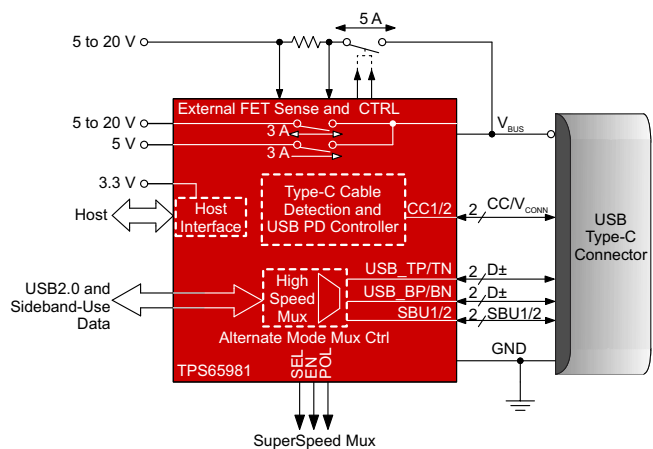 5 A
5 to 20 V
External FET Sense and CTRL
5 to 20 V
3 A
5 V
3 A
VBUS
3.3 V
Host
Host
Interface
Type-C Cable
Detection and
USB PD Controller
CC1/2
2
CC/VCONN
USB
Type-C
Connector
USB2.0 and
Sideband-Use
Data
High
Speed
Mux
USB_TP/TN
2
D±
USB_BP/BN
2
D±
SBU1/2
2
SBU1/2
Alternate Mode Mux Ctrl
GND
TPS65981
SEL
EN
POL
SuperSpeed Mux